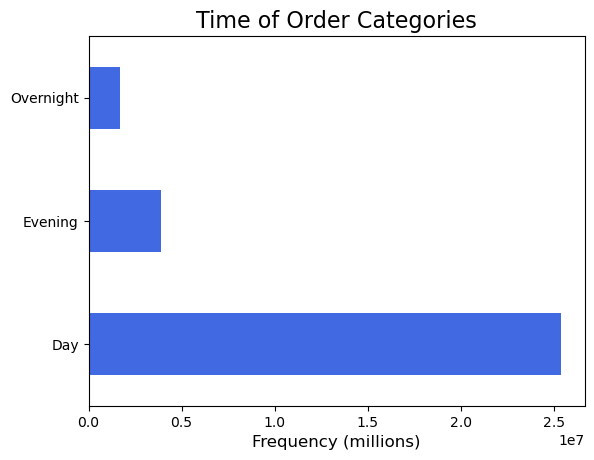 Time of Order Categories
Overnight
Evening
Day
0.0 0.5 1.0 1.5 2.0 2.5
1e7
Frequency (millions)